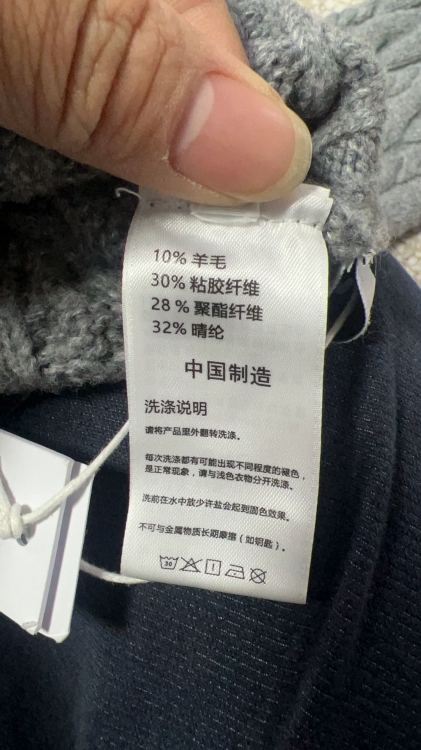 10% 羊毛
30% 粘胶纤维
28 % 聚酯纤维
32% 晴纶
中国制造
洗涤说明
请将产品里外翻转洗涤。
每次洗涤都有可能出现不同程度的褪色，
是正常现象，请与浅色衣物分开洗涤。
洗前在水中放少许盐会起到固色效果。
不可与金属物质长期摩擦（如钥匙）。
30